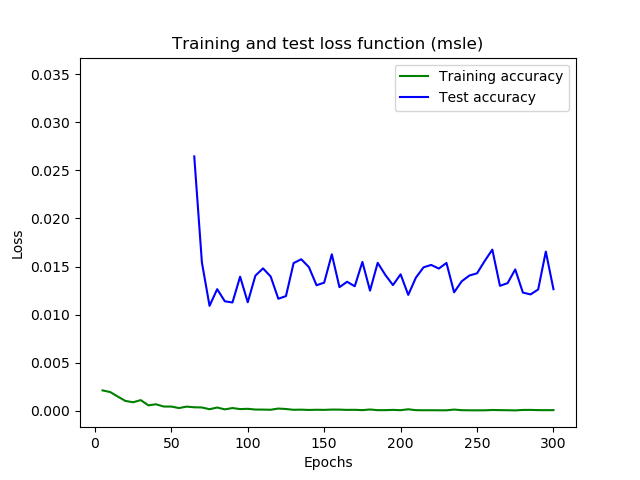 Training and test loss function (msle)
Training accuracy
Test accuracy
Loss
0.035
0.030
0.025
0.020
0.015
0.010
0.005
0.000
0 50 100 150 200 250 300
Epochs